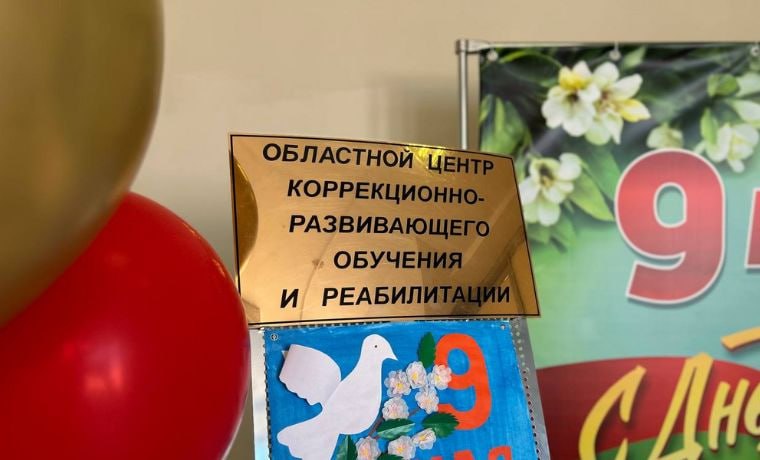 ОБЛАСТНОЙ ЦЕНТР
КОРРЕКЦИОННО-
РАЗВИВАЮЩЕГО
ОБУЧЕНИЯ
И РЕАБИЛИТАЦИИ
9
9
С